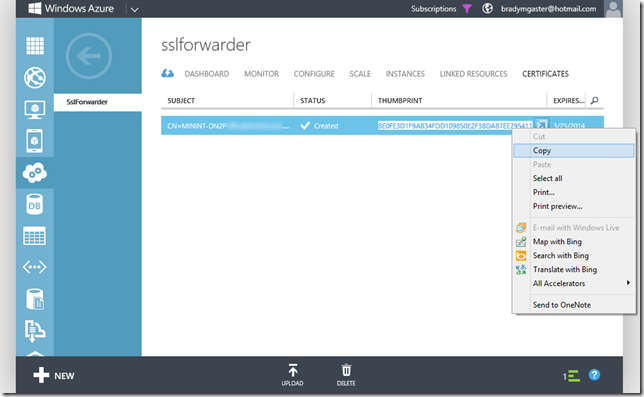 Windows Azure
Subscriptions
bradymgaster@hotmail.com
sslforwarder
SslForwarder
DASHBOARD MONITOR CONFIGURE SCALE INSTANCES LINKED RESOURCES CERTIFICATES
SUBJECT STATUS THUMBPRINT EXPIRES...
CN=MININT-DN2F ... Created 3/25/2014
Cut
Copy
Paste
Select all
Print...
Print preview...
E-mail with Windows Live
Map with Bing
Search with Bing
Translate with Bing
All Accelerators
Send to OneNote
NEW
UPLOAD
DELETE
1
?
DB